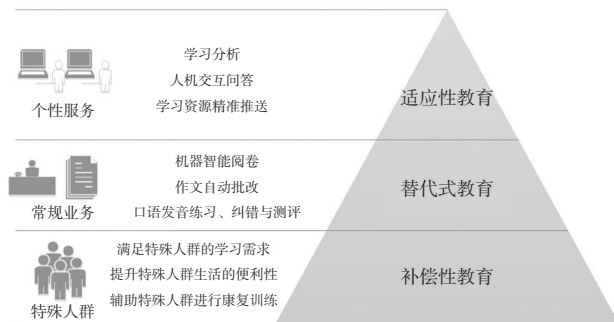 学习分析
人机交互问答
学习资源精准推送
个性服务
适应性教育
机器智能阅卷
作文自动批改
口语发音练习、纠错与测评
常规业务
替代式教育
满足特殊人群的学习需求
提升特殊人群生活的便利性
辅助特殊人群进行康复训练
特殊人群
补偿性教育